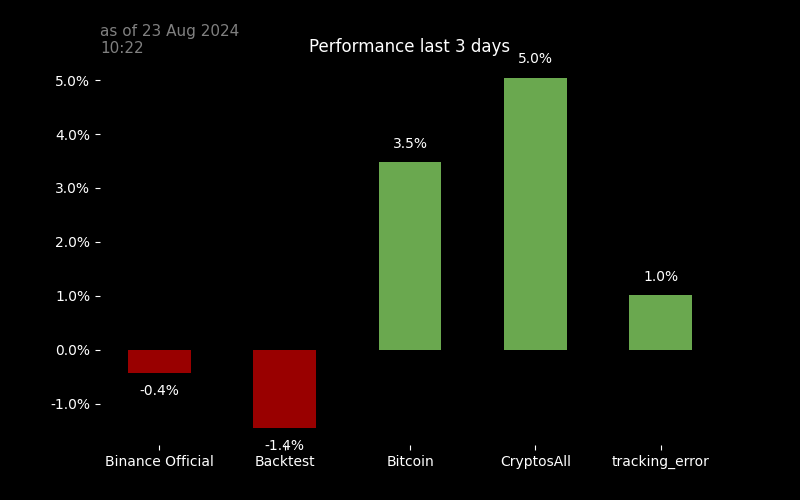 as of 23 Aug 2024
10:22
Performance last 3 days
5.0%
5.0%
4.0%
3.5%
3.0%
2.0%
1.0%
1.0%
0.0%
-0.4%
-1.0%
-1.4%
Binance Official
Backtest
Bitcoin
CryptosAll
tracking_error